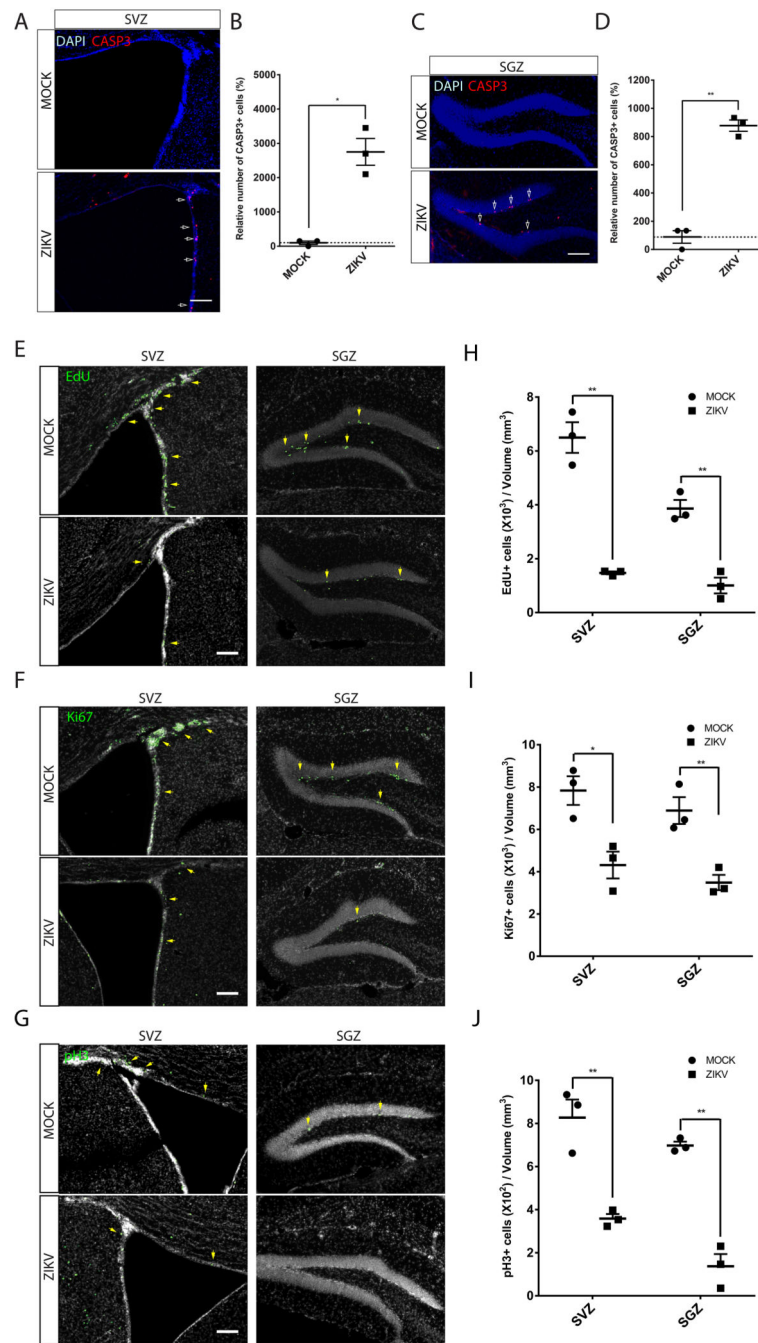 A
SVZ
DAPI CASP3
MOCK
ZIKV
B
Relative number of CASP3+ cells (%)
5000
4000
3000
2000
1000
0
*
MOCK
ZIKV
C
SGZ
DAPI CASP3
MOCK
ZIKV
D
Relative number of CASP3+ cells (%)
1200
1000
800
600
400
200
0
**
MOCK
ZIKV
E
SVZ
SGZ
EdU
MOCK
ZIKV
H
EdU+ cells (X10³) / Volume (mm³)
8
6
4
2
0
MOCK
ZIKV
**
**
SVZ
SGZ
F
SVZ
SGZ
Ki67
MOCK
ZIKV
I
Ki67+ cells (X10³) / Volume (mm³)
10
8
6
4
2
0
MOCK
ZIKV
*
**
SVZ
SGZ
G
SVZ
SGZ
pH3
MOCK
ZIKV
J
pH3+ cells (X10²) / Volume (mm³)
10
8
6
4
2
0
MOCK
ZIKV
**
**
SVZ
SGZ